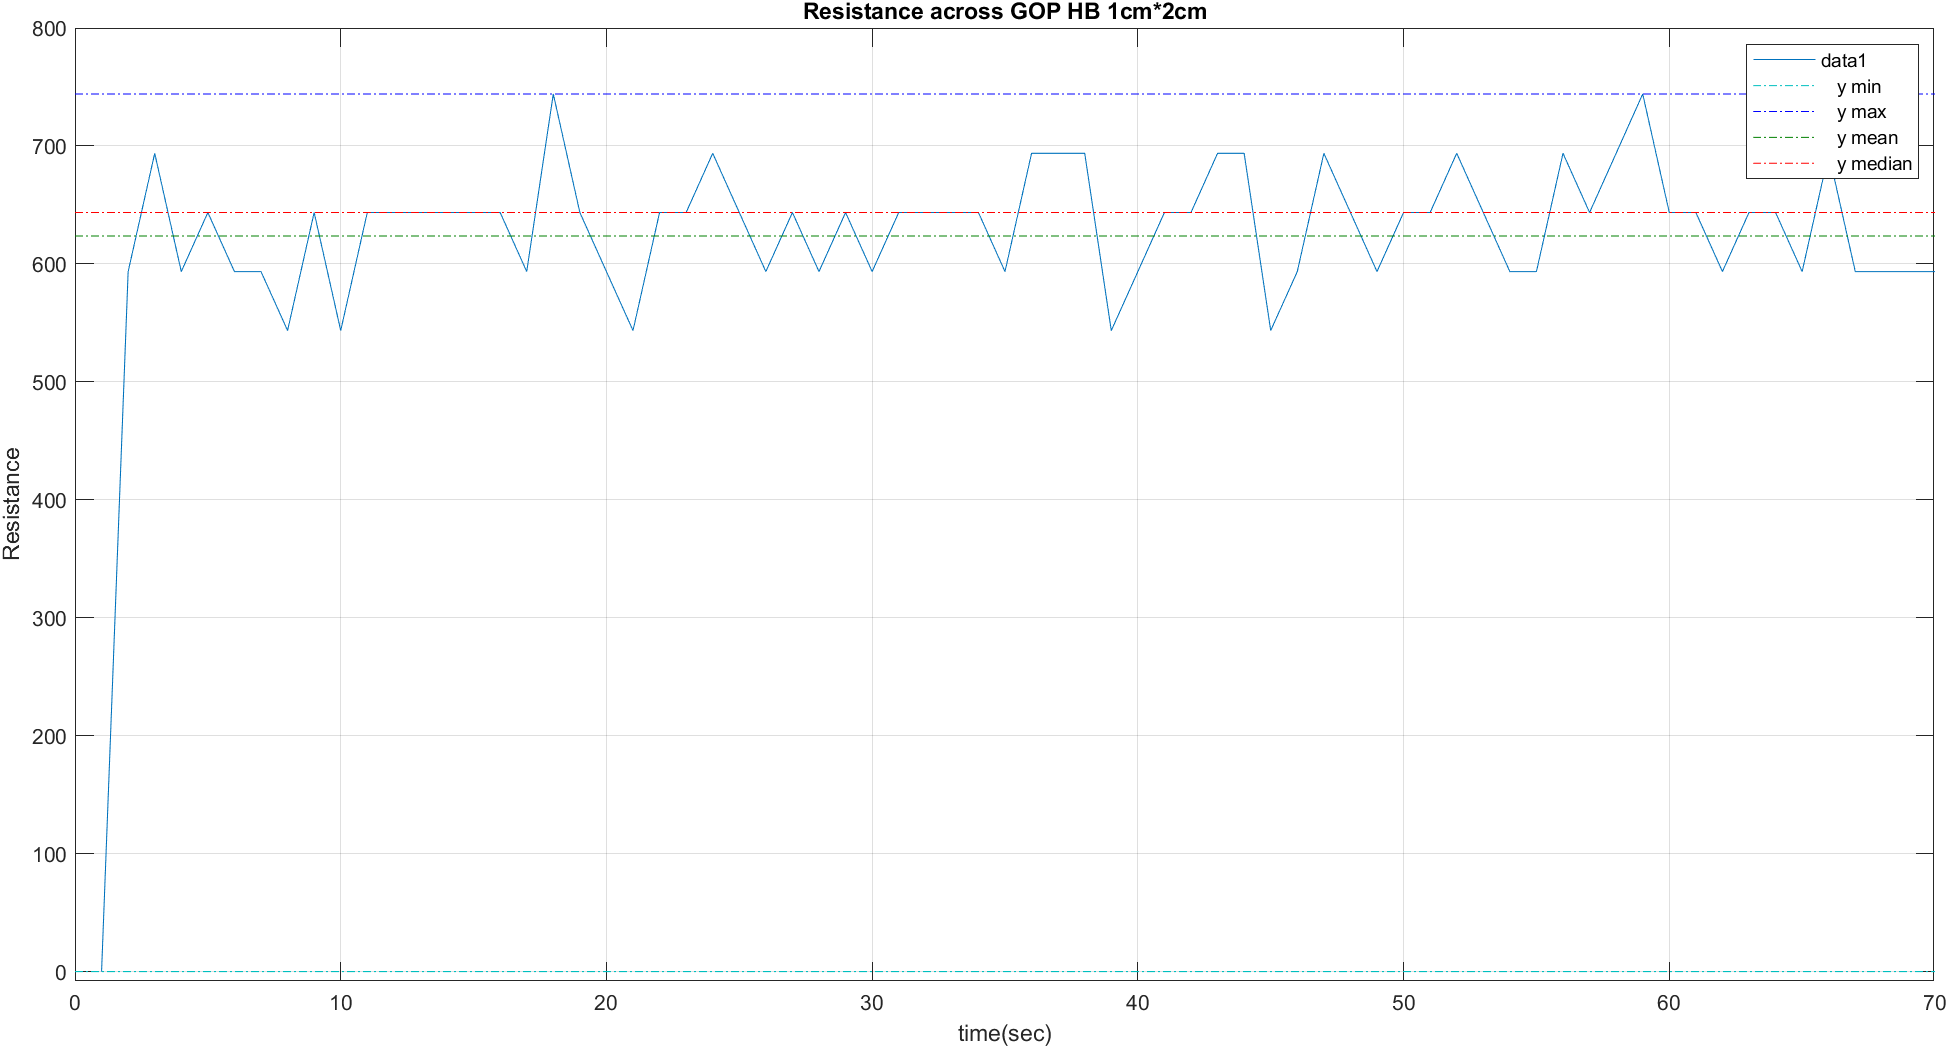 Resistance across GOP HB 1cm*2cm
800
700
600
500
400
300
200
100
0
Resistance
data1
y min
y max
y mean
y median
0 10 20 30 40 50 60 70
time(sec)